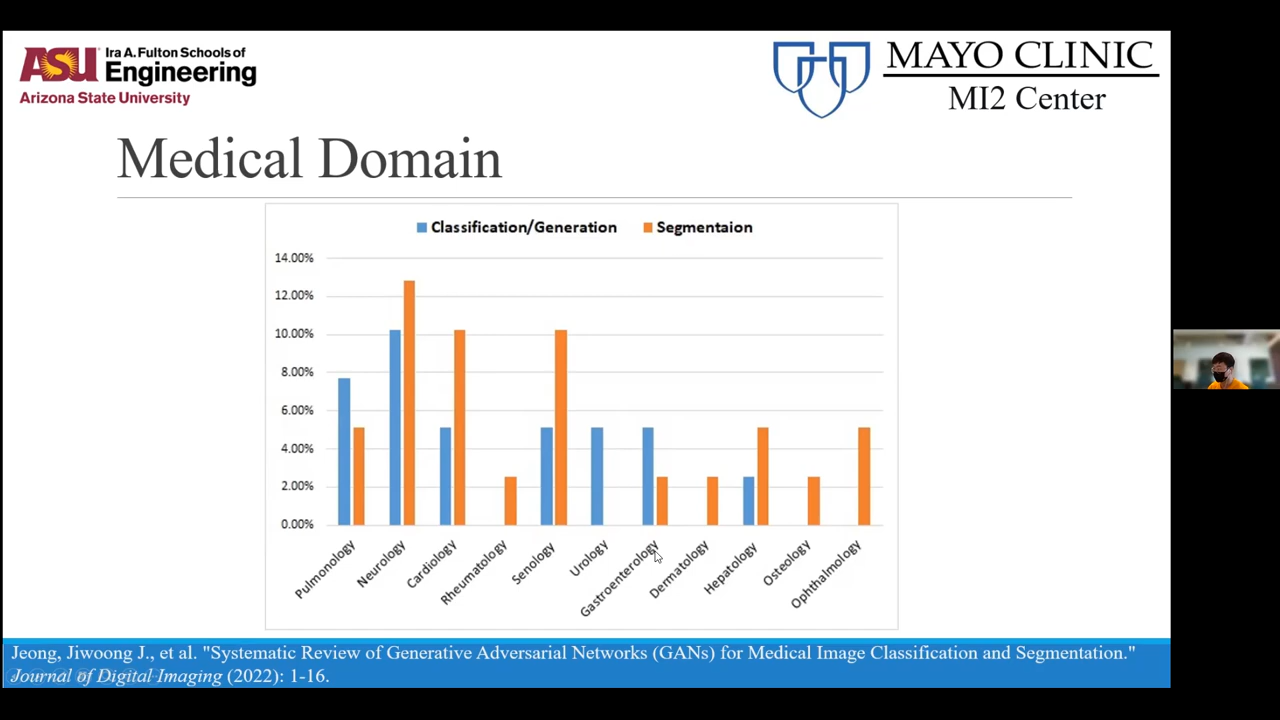 ASU Ira A. Fulton Schools of
Engineering
Arizona State University
MAYO CLINIC
MI2 Center
Medical Domain
Classification/Generation Segmentaion
14.00%
12.00%
10.00%
8.00%
6.00%
4.00%
2.00%
0.00%
Pulmonology
Neurology
Cardiology
Rheumatology
Senology
Urology
Gastroenterology
Dermatology
Hepatology
Osteology
Ophthalmology
Jeong, Jiwoong J., et al. "Systematic Review of Generative Adversarial Networks (GANs) for Medical Image Classification and Segmentation."
Journal of Digital Imaging (2022): 1-16.